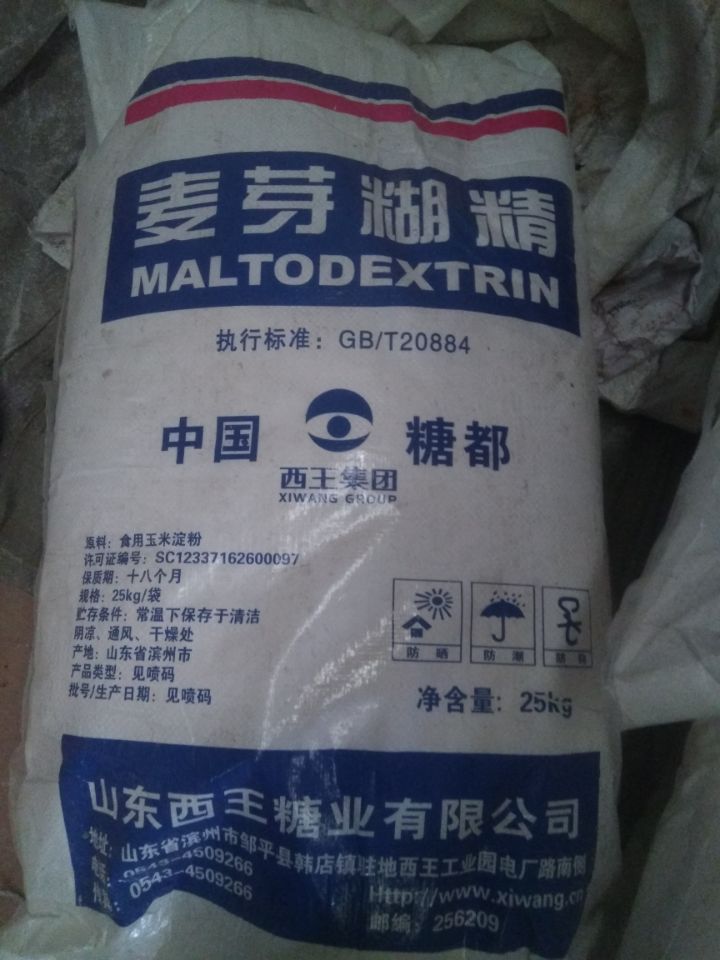 麦芽糊精
MALTODEXTRIN
执行标准：GB/T20884
中国 糖都
西王集团
XIWANG GROUP
原料：食用玉米淀粉
许可证编号：SC12337162600097
保质期：十八个月
规格：25kg/袋
贮存条件：常温下保存于清洁
阴凉、通风、干燥处
产地：山东省滨州市
产品类型：见喷码
批号/生产日期：见喷码
防晒 防潮
净含量：25kg
山东西王糖业有限公司
地址：山东省滨州市邹平县韩店镇驻地西王工业园电厂路南侧
电话：0543-4509266
传真：0543-4509266
Http://www.xiwang.cn
邮编：256209